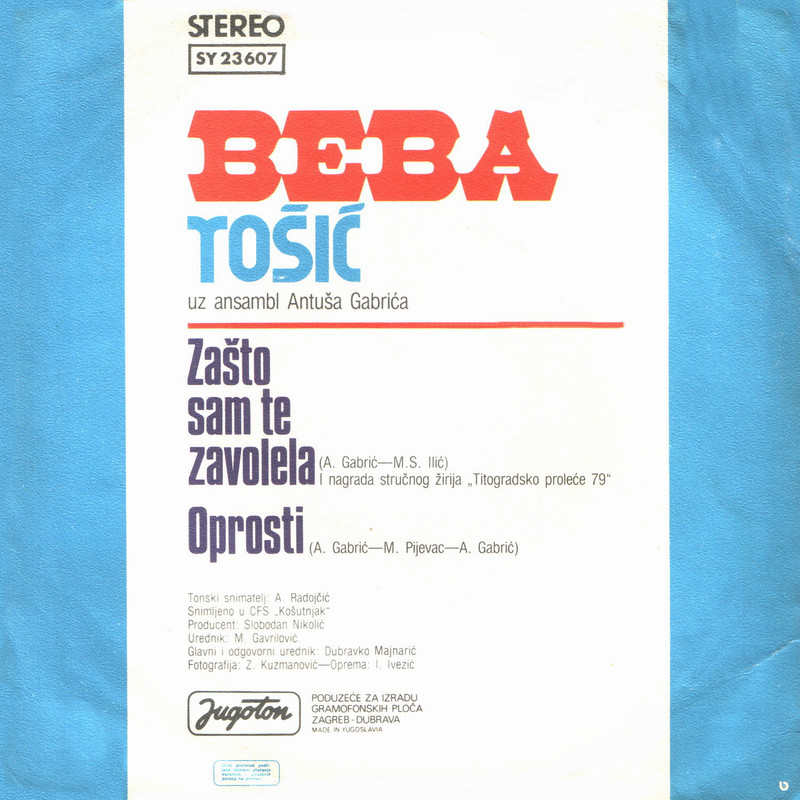 STEREO
SY 23607
BEBA
TOŠIĆ
uz ansambl Antuša Gabrića
Zašto
sam te
zavolela (A. Gabrić—M.S. Ilić)
I nagrada stručnog žirija „Titogradsko proleće 79“
Oprosti (A. Gabrić—M. Pijevac—A. Gabrić)
Tonski snimatelj: A. Radojčić
Snimljeno u CFS „Košutnjak“
Producent: Slobodan Nikolić
Urednik: M. Gavrilović
Glavni i odgovorni urednik: Dubravko Majnarić
Fotografija: Z. Kuzmanović—Oprema: I. Ivezić
Jugoton
PODUZEĆE ZA IZRADU
GRAMOFONSKIH PLOČA
ZAGREB - DUBRAVA
MADE IN YUGOSLAVIA